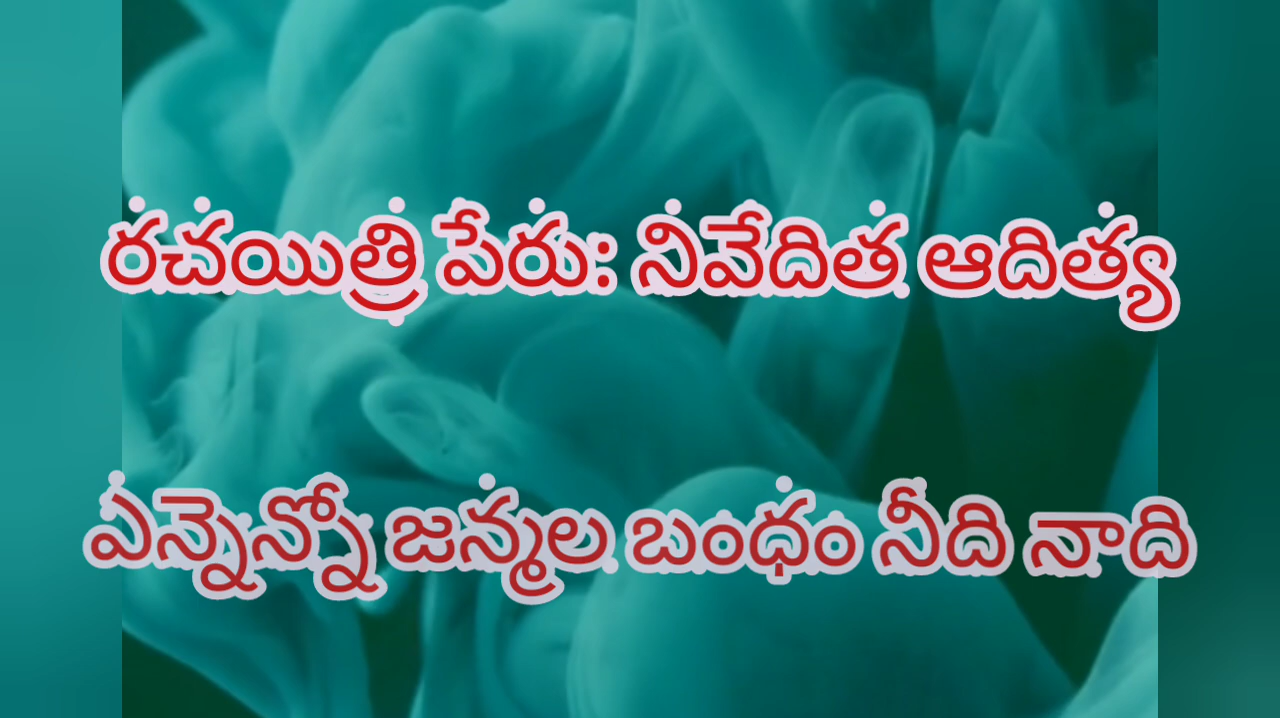 రచయిత్రి పేరు: నివేదిత ఆదిత్య
ఎన్నెన్నో జన్మల బంధం నీది నాది